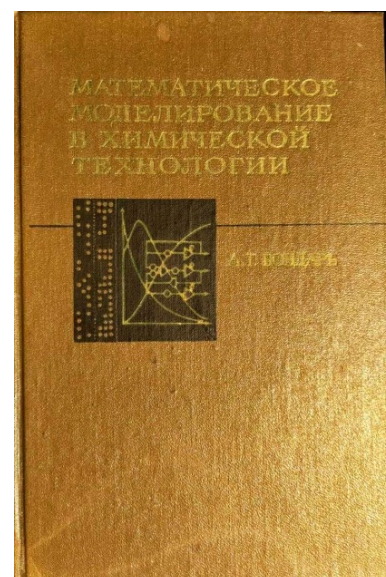 МАТЕМАТИЧЕСКОЕ
МОДЕЛИРОВАНИЕ
В ХИМИЧЕСКОЙ
ТЕХНОЛОГИИ
А.Г. БОНДАРЬ